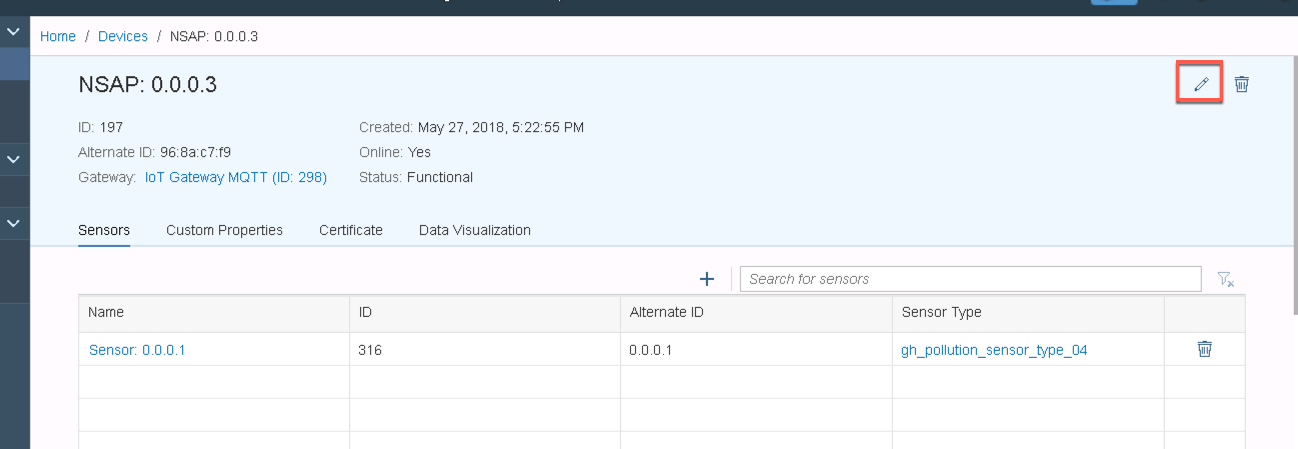 Home / Devices / NSAP: 0.0.0.3
NSAP: 0.0.0.3
ID: 197
Created: May 27, 2018, 5:22:55 PM
Alternate ID: 96:8a:c7:f9
Online: Yes
Gateway: IoT Gateway MQTT (ID: 298)
Status: Functional
Sensors Custom Properties Certificate Data Visualization
Search for sensors
Name ID Alternate ID Sensor Type
Sensor: 0.0.0.1 316 0.0.0.1 gh_pollution_sensor_type_04